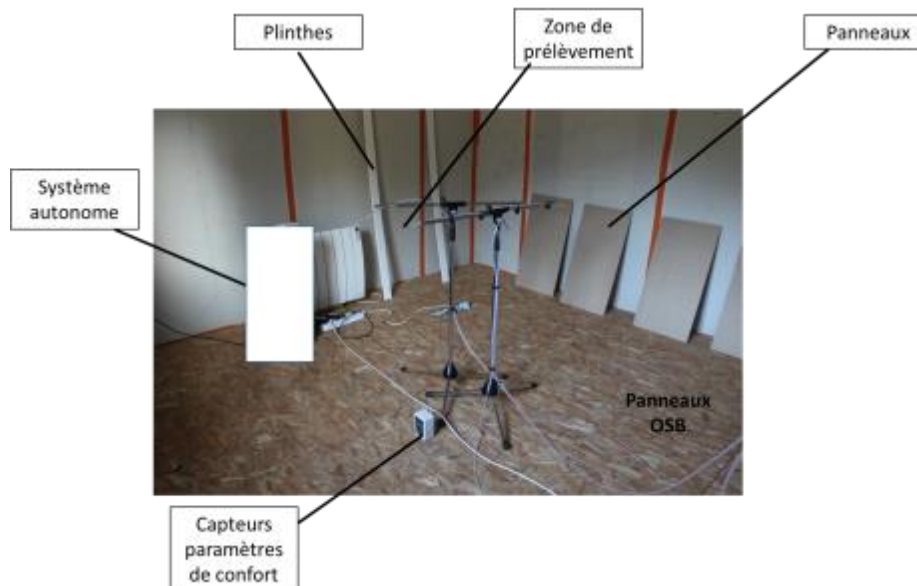 Plinthes
Zone de
prélèvement
Panneaux
Système
autonome
Panneaux
OSB
Capteurs
paramètres
de confort